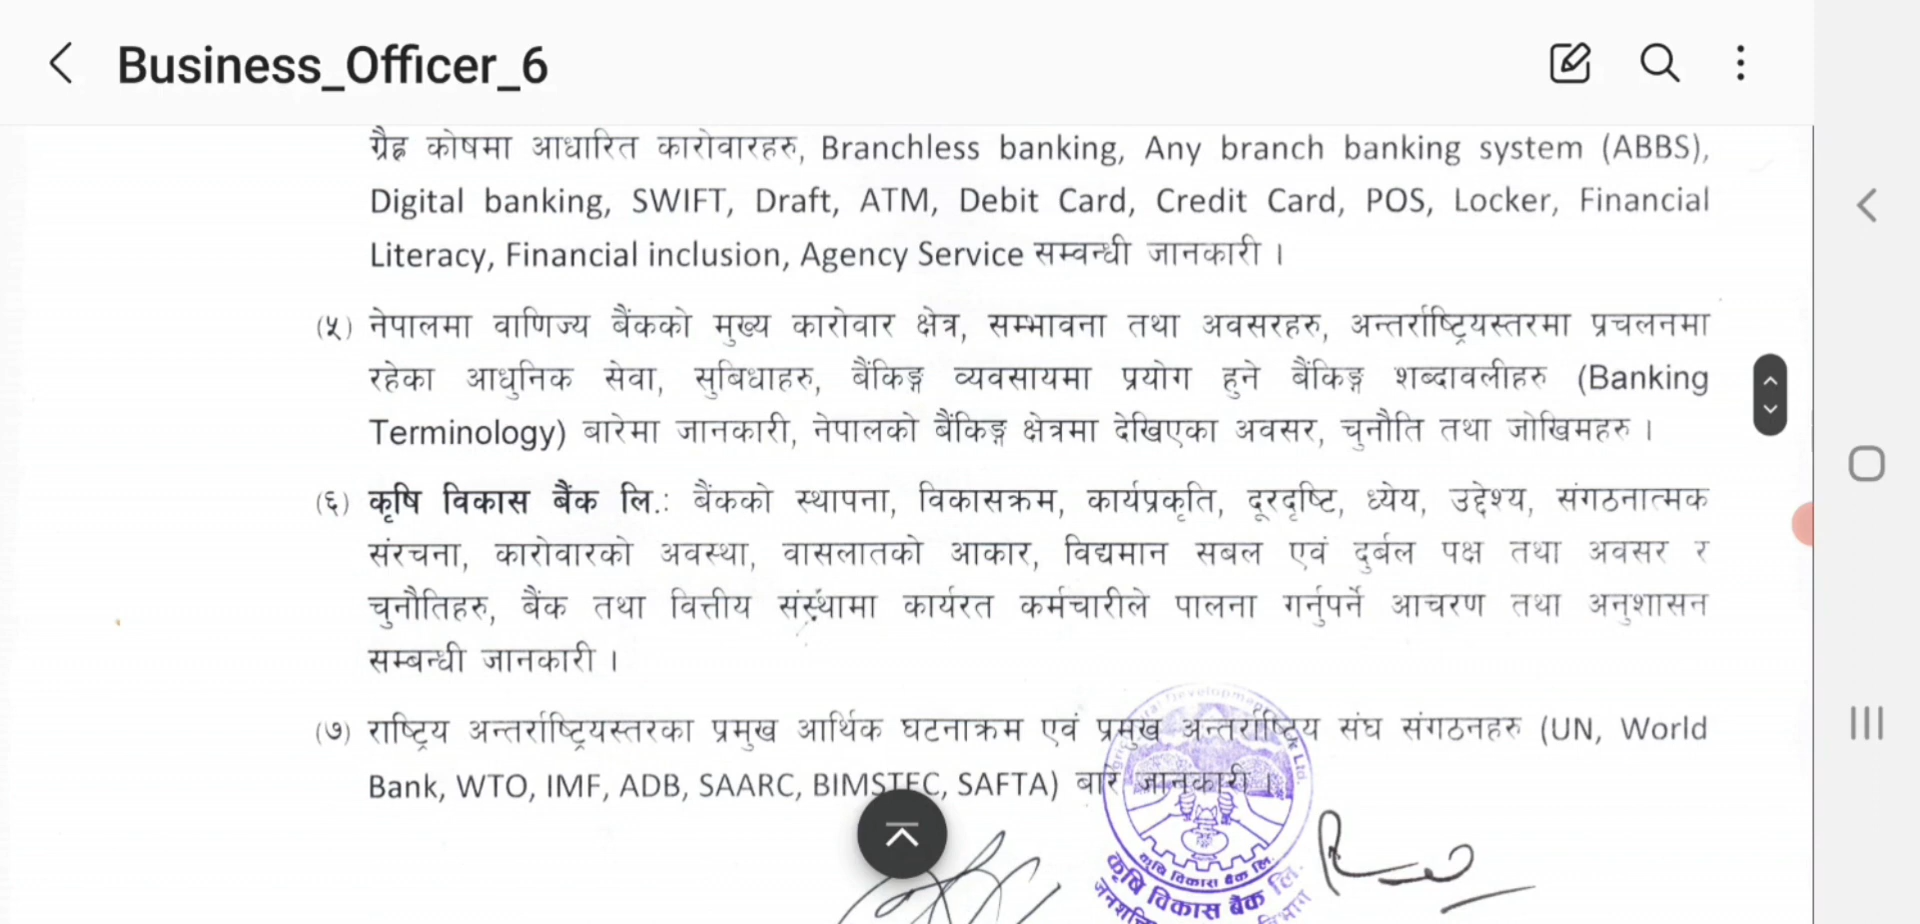 Business_Officer_6
ग्रैह्र कोषमा आधारित कारोवारहरु, Branchless banking, Any branch banking system (ABBS),
Digital banking, SWIFT, Draft, ATM, Debit Card, Credit Card, POS, Locker, Financial
Literacy, Financial inclusion, Agency Service सम्वन्धी जानकारी ।
(५) नेपालमा वाणिज्य बैंकको मुख्य कारोवार क्षेत्र, सम्भावना तथा अवसरहरु, अन्तर्राष्ट्रियस्तरमा प्रचलनमा
रहेका आधुनिक सेवा, सुबिधाहरु, बैंकिङ्ग व्यवसायमा प्रयोग हुने बैंकिङ्ग शब्दावलीहरु (Banking
Terminology) बारेमा जानकारी, नेपालको बैंकिङ्ग क्षेत्रमा देखिएका अवसर, चुनौति तथा जोखिमहरु ।
(६) कृषि विकास बैंक लि.: बैंकको स्थापना, विकासक्रम, कार्यप्रकृति, दूरदृष्टि, ध्येय, उद्देश्य, संगठनात्मक
संरचना, कारोवारको अवस्था, वासलातको आकार, विद्यमान सबल एवं दुर्बल पक्ष तथा अवसर र
चुनौतिहरु, बैंक तथा वित्तीय संस्थामा कार्यरत कर्मचारीले पालना गर्नुपर्ने आचरण तथा अनुशासन
सम्बन्धी जानकारी ।
(७) राष्ट्रिय अन्तर्राष्ट्रियस्तरका प्रमुख आर्थिक घटनाक्रम एवं प्रमुख अन्तर्राष्ट्रिय संघ संगठनहरु (UN, World
Bank, WTO, IMF, ADB, SAARC, BIMSTEC, SAFTA) बारे जानकारी ।
कृषि विकास बैंक लि.
कृषि विकास बैंक लि.